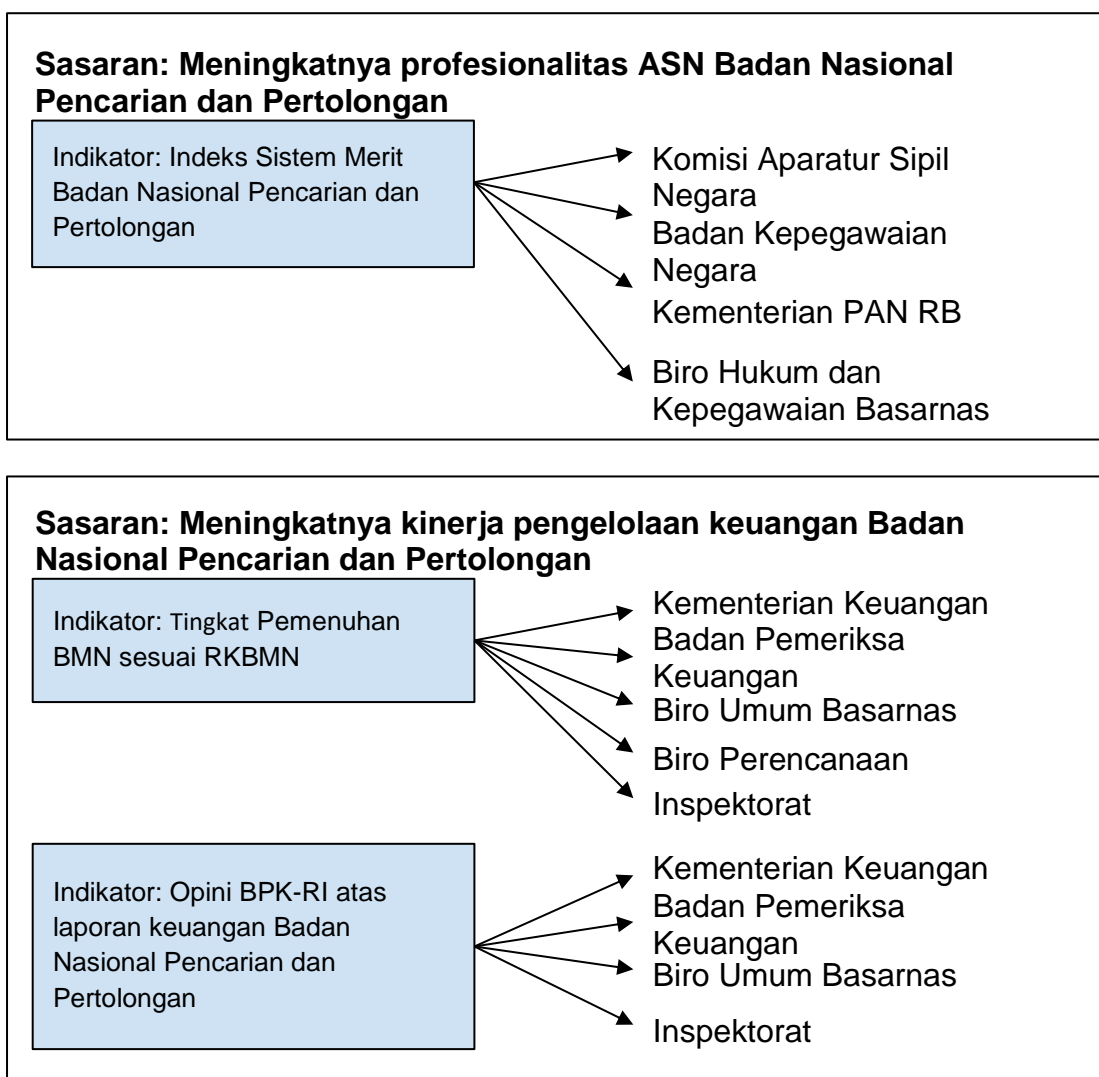 Sasaran: Meningkatnya profesionalitas ASN Badan Nasional
Pencarian dan Pertolongan
Indikator: Indeks Sistem Merit
Badan Nasional Pencarian dan
Pertolongan
Komisi Aparatur Sipil
Negara
Badan Kepegawaian
Negara
Kementerian PAN RB
Biro Hukum dan
Kepegawaian Basarnas
Sasaran: Meningkatnya kinerja pengelolaan keuangan Badan
Nasional Pencarian dan Pertolongan
Indikator: Tingkat Pemenuhan
BMN sesuai RKBMN
Kementerian Keuangan
Badan Pemeriksa
Keuangan
Biro Umum Basarnas
Biro Perencanaan
Inspektorat
Indikator: Opini BPK-RI atas
laporan keuangan Badan
Nasional Pencarian dan
Pertolongan
Kementerian Keuangan
Badan Pemeriksa
Keuangan
Biro Umum Basarnas
Inspektorat